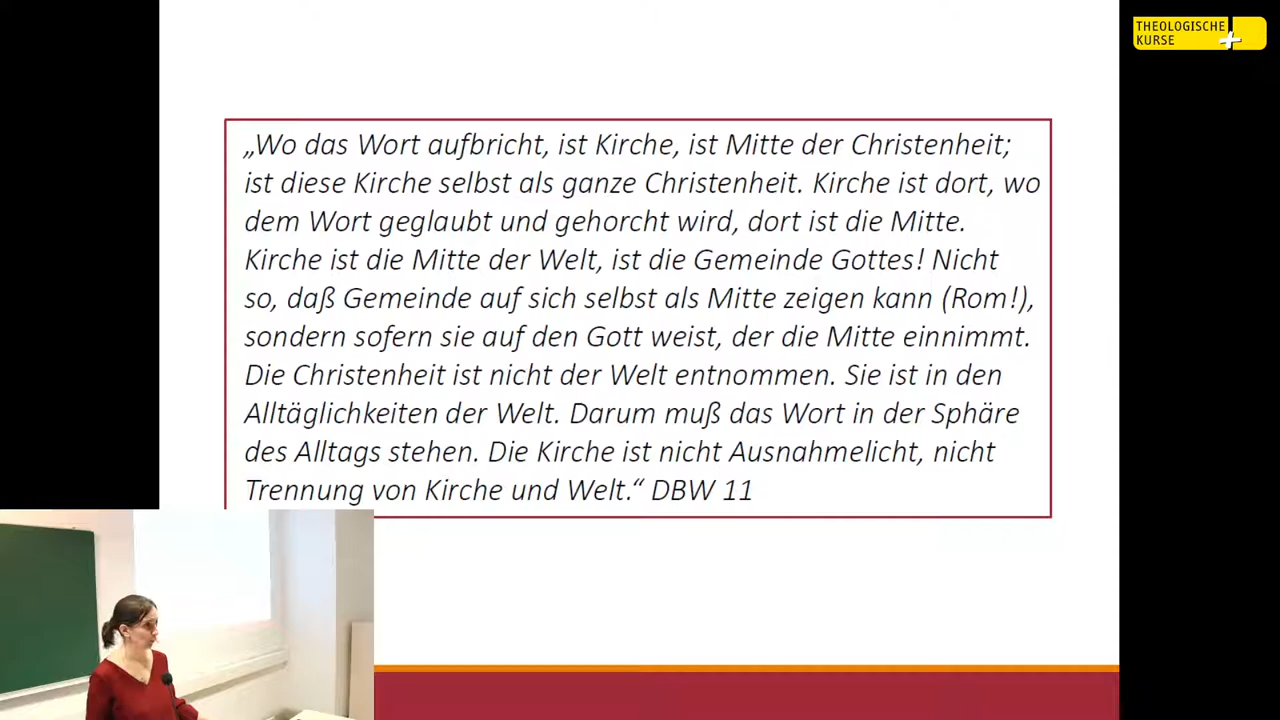 THEOLOGISCHE
KURSE
„Wo das Wort aufbricht, ist Kirche, ist Mitte der Christenheit;
ist diese Kirche selbst als ganze Christenheit. Kirche ist dort, wo
dem Wort geglaubt und gehorcht wird, dort ist die Mitte.
Kirche ist die Mitte der Welt, ist die Gemeinde Gottes! Nicht
so, daß Gemeinde auf sich selbst als Mitte zeigen kann (Rom!),
sondern sofern sie auf den Gott weist, der die Mitte einnimmt.
Die Christenheit ist nicht der Welt entnommen. Sie ist in den
Alltäglichkeiten der Welt. Darum muß das Wort in der Sphäre
des Alltags stehen. Die Kirche ist nicht Ausnahmelicht, nicht
Trennung von Kirche und Welt.“ DBW 11